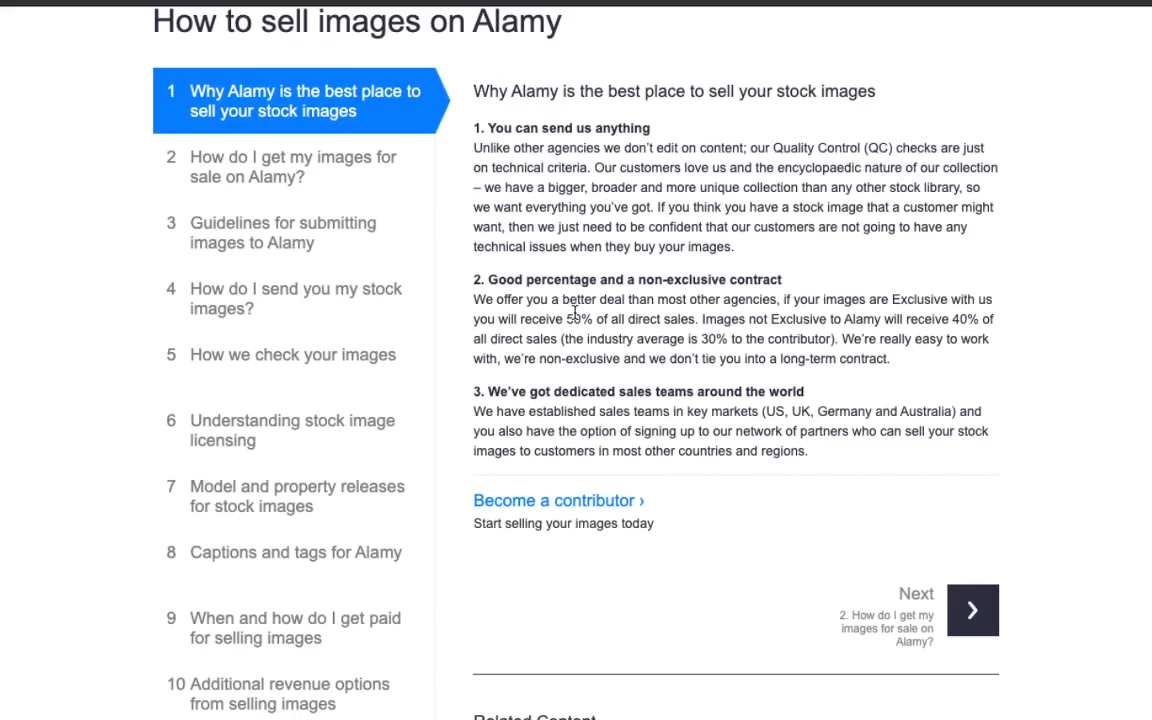 How to sell images on Alamy
1 Why Alamy is the best place to
sell your stock images
2 How do I get my images for
sale on Alamy?
3 Guidelines for submitting
images to Alamy
4 How do I send you my stock
images?
5 How we check your images
6 Understanding stock image
licensing
7 Model and property releases
for stock images
8 Captions and tags for Alamy
9 When and how do I get paid
for selling images
10 Additional revenue options
from selling images
Why Alamy is the best place to sell your stock images
1. You can send us anything
Unlike other agencies we don't edit on content; our Quality Control (QC) checks are just
on technical criteria. Our customers love us and the encyclopaedic nature of our collection
– we have a bigger, broader and more unique collection than any other stock library, so
we want everything you've got. If you think you have a stock image that a customer might
want, then we just need to be confident that our customers are not going to have any
technical issues when they buy your images.
2. Good percentage and a non-exclusive contract
We offer you a better deal than most other agencies, if your images are Exclusive with us
you will receive 50% of all direct sales. Images not Exclusive to Alamy will receive 40% of
all direct sales (the industry average is 30% to the contributor). We're really easy to work
with, we're non-exclusive and we don't tie you into a long-term contract.
3. We've got dedicated sales teams around the world
We have established sales teams in key markets (US, UK, Germany and Australia) and
you also have the option of signing up to our network of partners who can sell your stock
images to customers in most other countries and regions.
Become a contributor ›
Start selling your images today
Next
2. How do I get my
images for sale on
Alamy?
Related Content